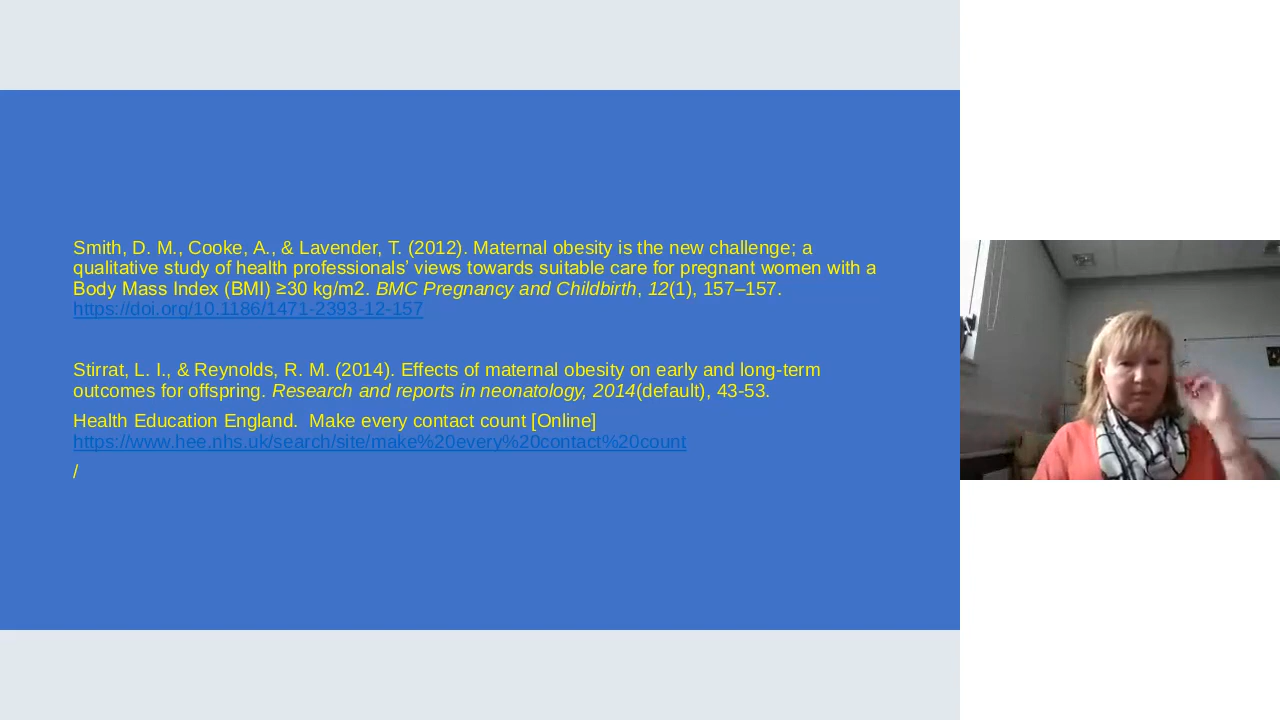 Smith, D. M., Cooke, A., & Lavender, T. (2012). Maternal obesity is the new challenge; a
qualitative study of health professionals’ views towards suitable care for pregnant women with a
Body Mass Index (BMI) ≥30 kg/m2. BMC Pregnancy and Childbirth, 12(1), 157–157.
https://doi.org/10.1186/1471-2393-12-157
Stirrat, L. I., & Reynolds, R. M. (2014). Effects of maternal obesity on early and long-term
outcomes for offspring. Research and reports in neonatology, 2014(default), 43-53.
Health Education England.  Make every contact count [Online]
https://www.hee.nhs.uk/search/site/make%20every%20contact%20count
/